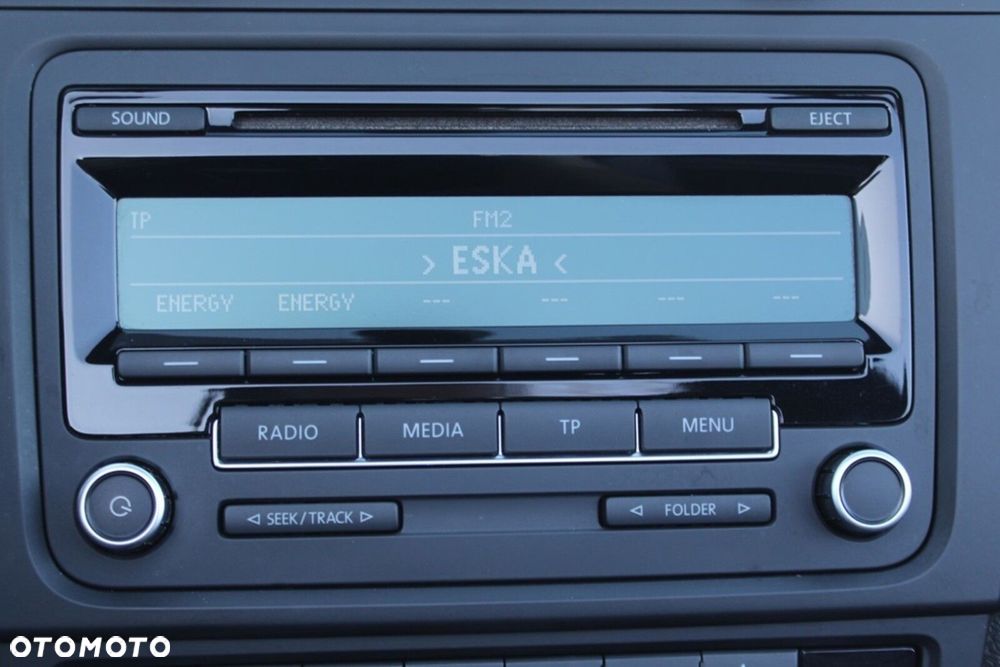 SOUND EJECT
TP FM2
> ESKA <
ENERGY ENERGY --- --- --- ---
RADIO MEDIA TP MENU
◁ SEEK/TRACK ▷ ◁ FOLDER ▷
OTOMOTO